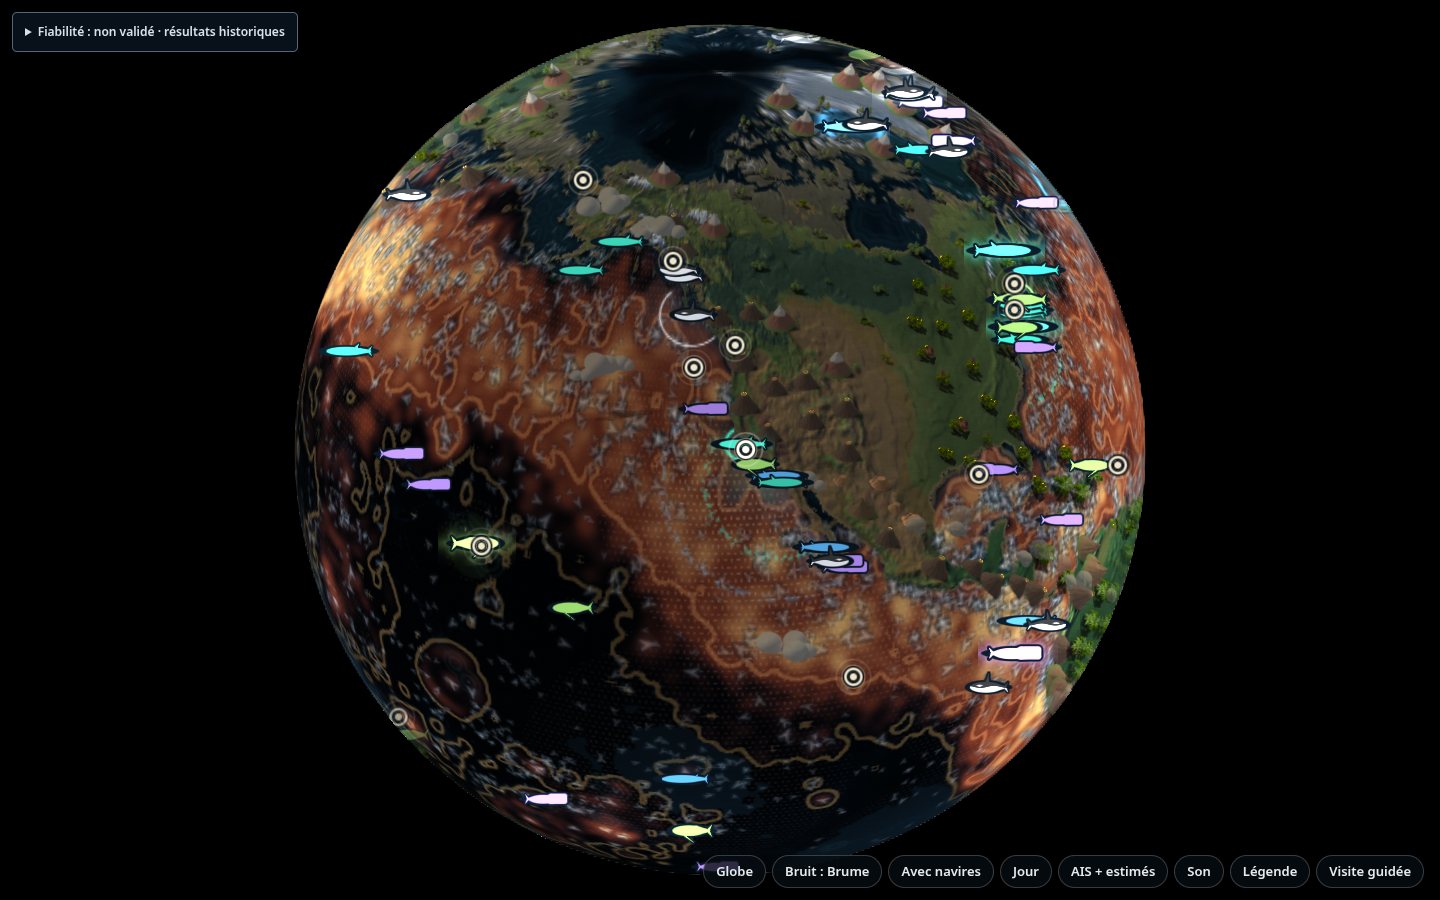 ▶ Fiabilité : non validé · résultats historiques
Globe
Bruit : Brume
Avec navires
Jour
AIS + estimés
Son
Légende
Visite guidée